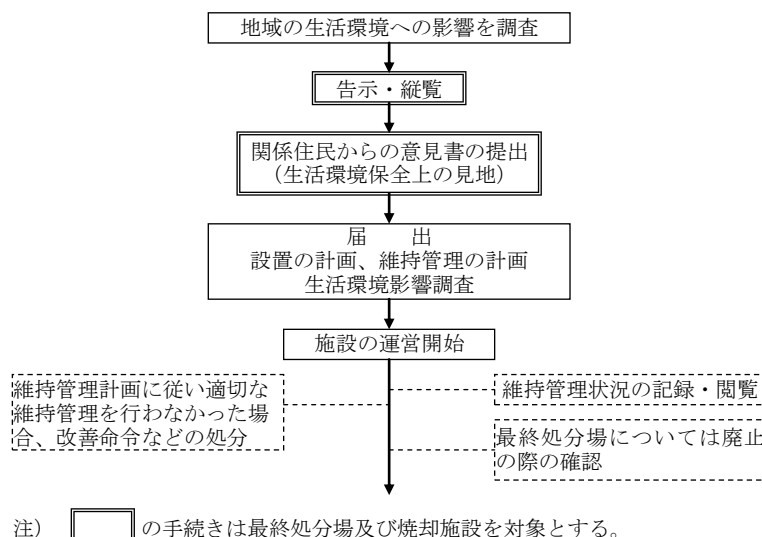 地域の生活環境への影響を調査
告示・縦覧
関係住民からの意見書の提出
（生活環境保全上の見地）
届　　出
設置の計画、維持管理の計画
生活環境影響調査
施設の運営開始
維持管理計画に従い適切な
維持管理を行わなかった場
合、改善命令などの処分
維持管理状況の記録・閲覧
最終処分場については廃止
の際の確認
注）　　　の手続きは最終処分場及び焼却施設を対象とする。